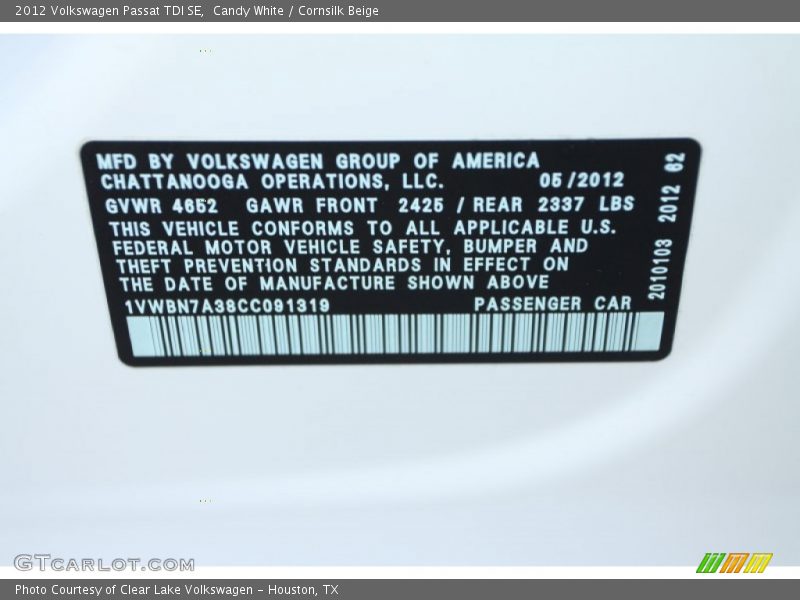 2012 Volkswagen Passat TDI SE, Candy White / Cornsilk Beige
MFD BY VOLKSWAGEN GROUP OF AMERICA
CHATTANOOGA OPERATIONS, LLC. 05/2012
GVWR 4652 GAWR FRONT 2425 / REAR 2337 LBS
THIS VEHICLE CONFORMS TO ALL APPLICABLE U.S.
FEDERAL MOTOR VEHICLE SAFETY, BUMPER AND
THEFT PREVENTION STANDARDS IN EFFECT ON
THE DATE OF MANUFACTURE SHOWN ABOVE
1VWBN7A38CC091319 PASSENGER CAR
2010103 2012 62
GTCARLOT.COM
Photo Courtesy of Clear Lake Volkswagen - Houston, TX